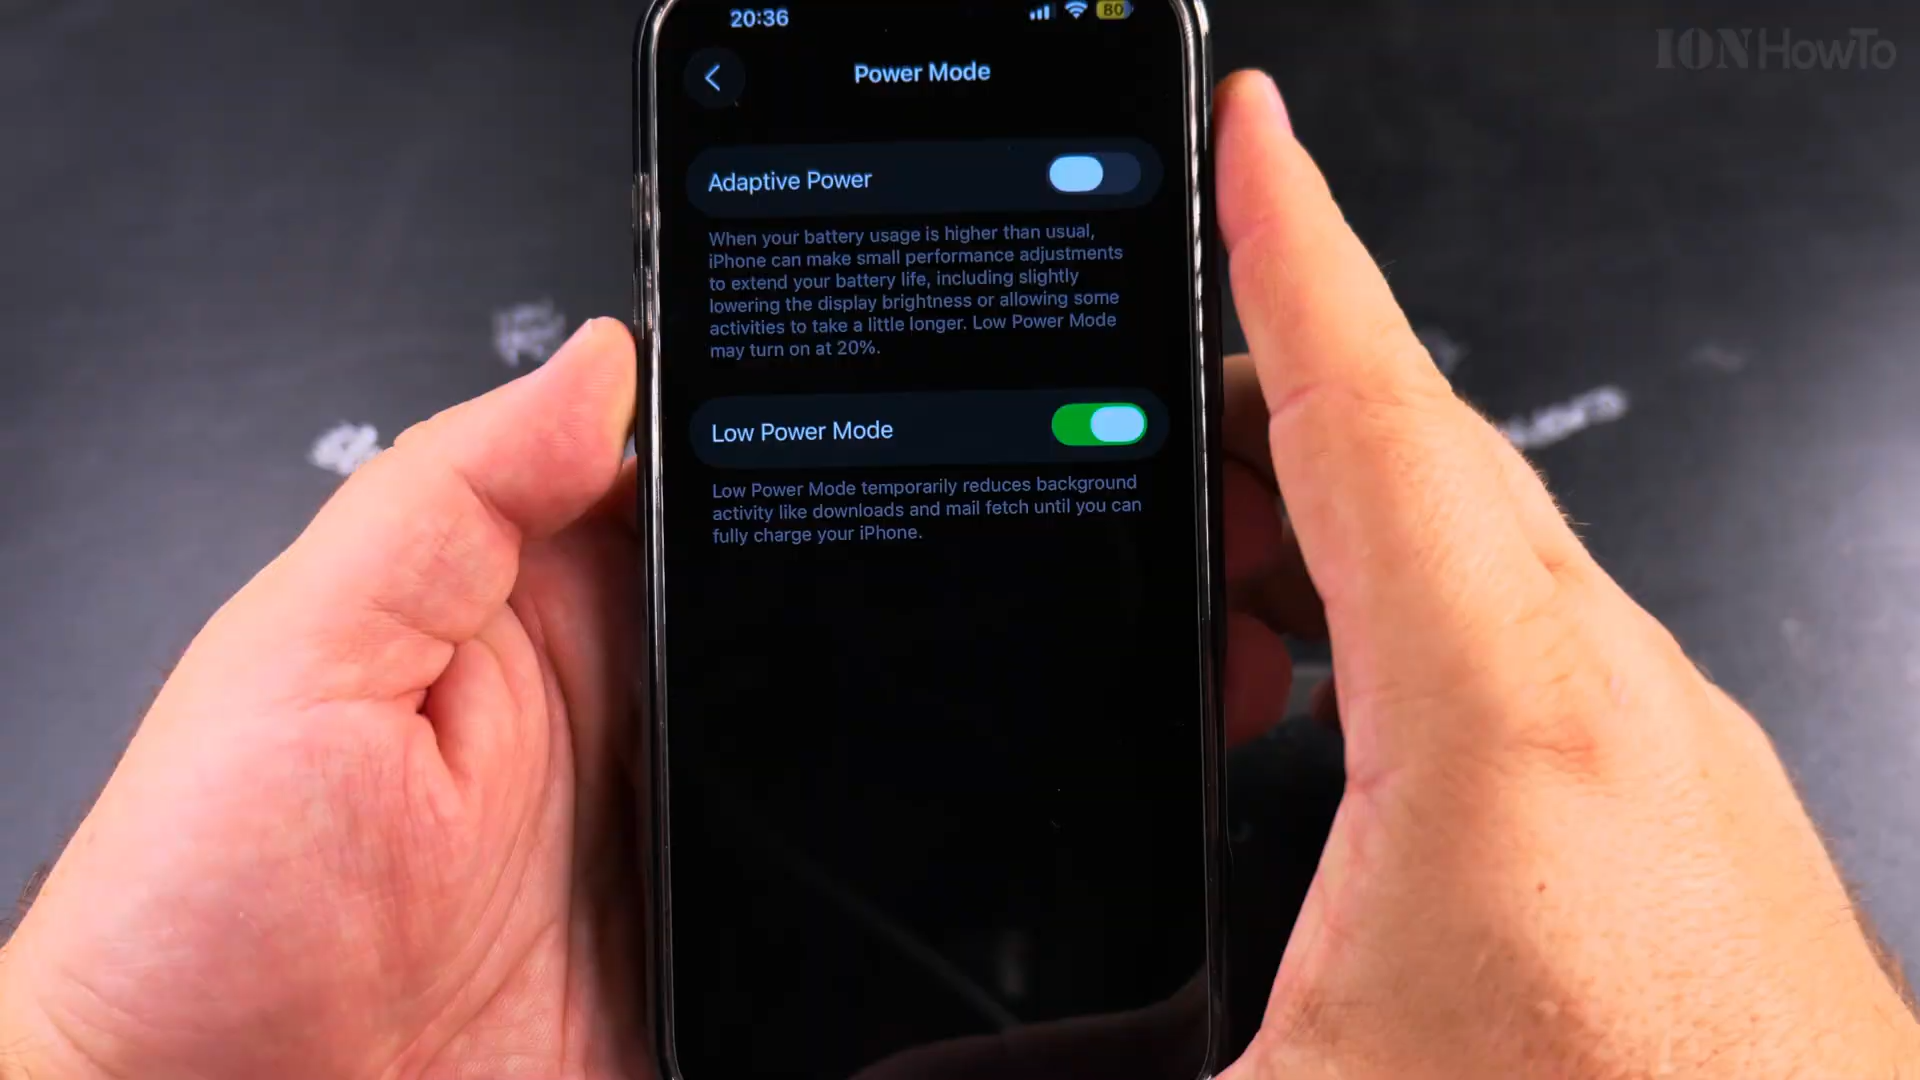 20:36
80
IONHowTo
Power Mode
Adaptive Power
When your battery usage is higher than usual,
iPhone can make small performance adjustments
to extend your battery life, including slightly
lowering the display brightness or allowing some
activities to take a little longer. Low Power Mode
may turn on at 20%.
Low Power Mode
Low Power Mode temporarily reduces background
activity like downloads and mail fetch until you can
fully charge your iPhone.